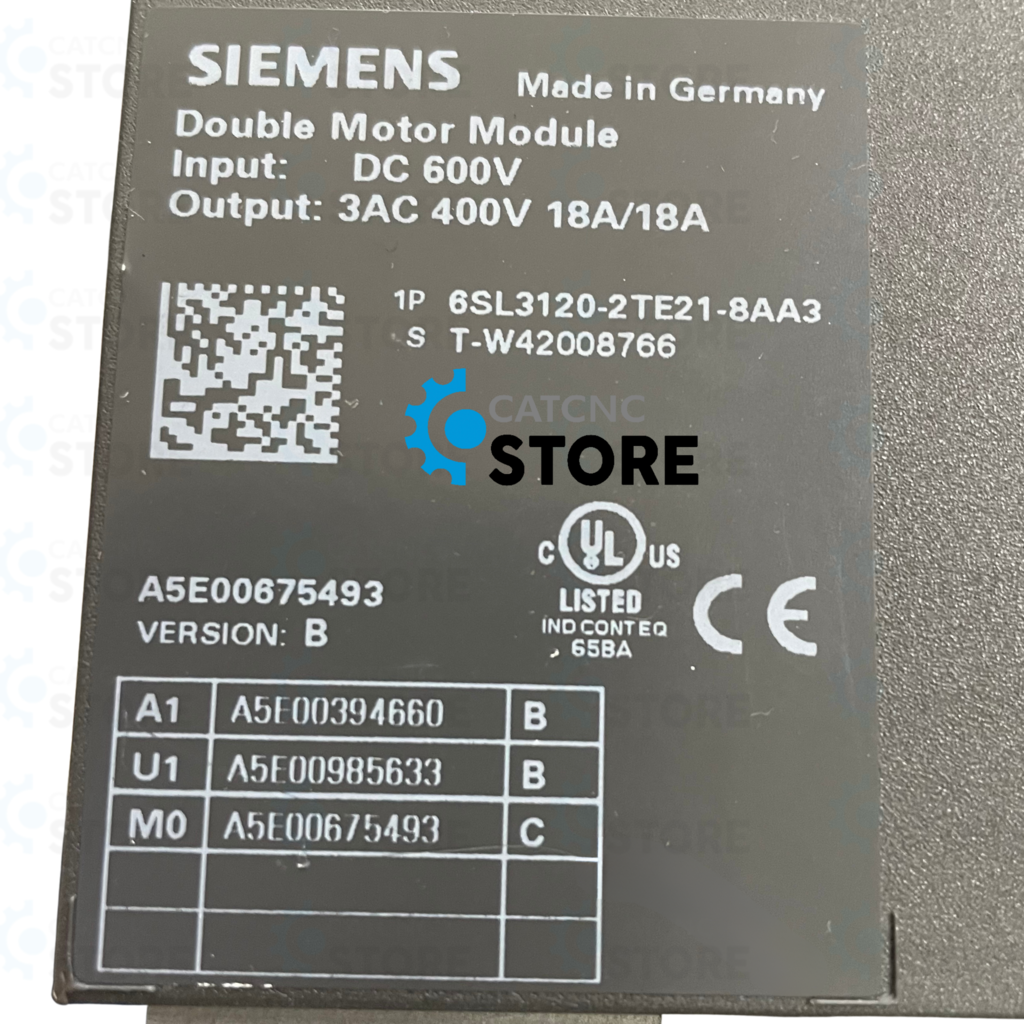 SIEMENS Made in Germany
Double Motor Module
Input: DC 600V
Output: 3AC 400V 18A/18A
1P 6SL3120-2TE21-8AA3
S T-W42008766
CATCNC
STORE
C UL US
LISTED
IND CONT EQ
65BA
CE
A5E00675493
VERSION: B
A1 A5E00394660 B
U1 A5E00985633 B
M0 A5E00675493 C